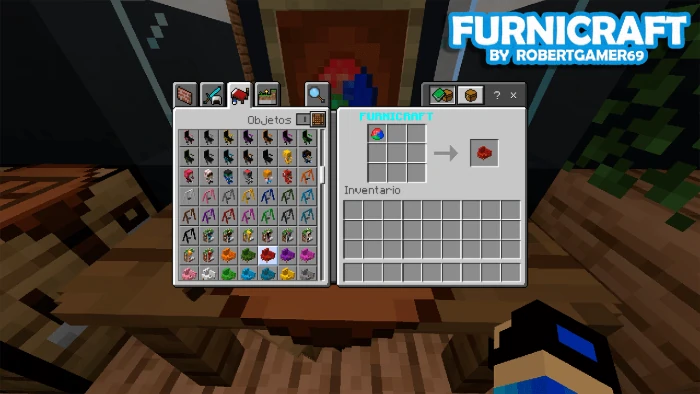 FURNICRAFT
BY ROBERTGAMER69
Objetos
FURNICRAFT
Inventario
? ×